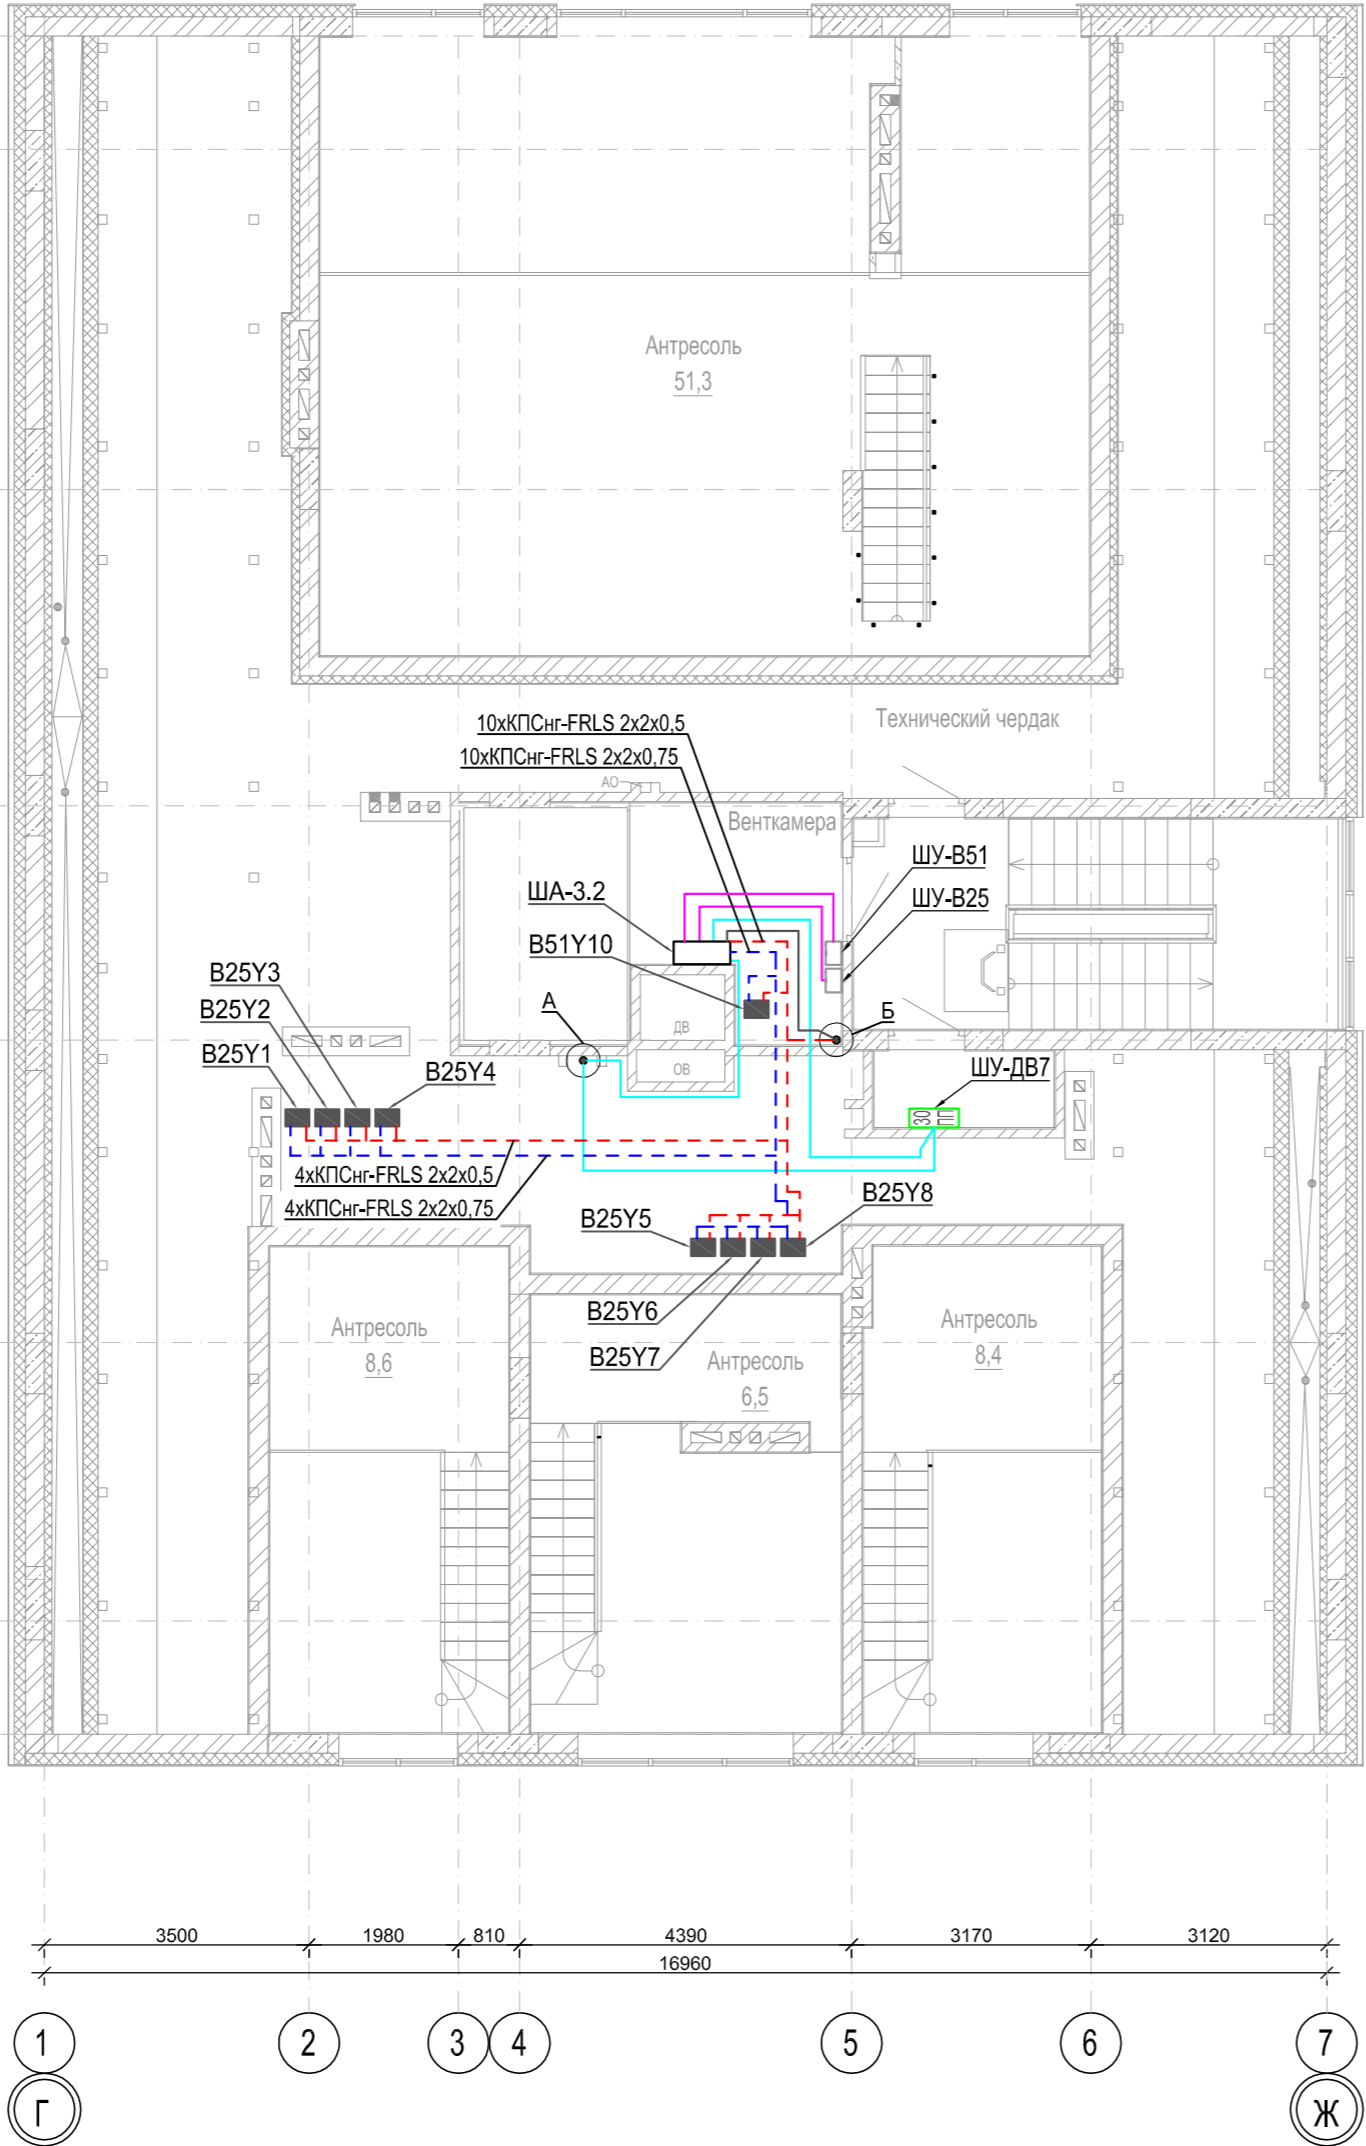 Антресоль
51,3
10хКПСнг-FRLS 2х2х0,5
Технический чердак
10хКПСнг-FRLS 2х2х0,75
АО
Венткамера
ШУ-В51
ША-3.2
ШУ-В25
В51Y10
В25Y3
В25Y2
А
Б
ДВ
В25Y1
ОВ
В25Y4
ШУ-ДВ7
ЗО
ПП
4хКПСнг-FRLS 2х2х0,5
4хКПСнг-FRLS 2х2х0,75
В25Y8
В25Y5
В25Y6
Антресоль
8,6
Антресоль
8,4
В25Y7
Антресоль
6,5
3500 1980 810 4390 3170 3120
16960
1 2 3 4 5 6 7
Г Ж